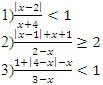 1) |x-2|/(x+4) < 1
2) (|x-1|+x+1)/(2-x) ≥ 2
3) (1+|4-x|-x)/(3-x) < 1